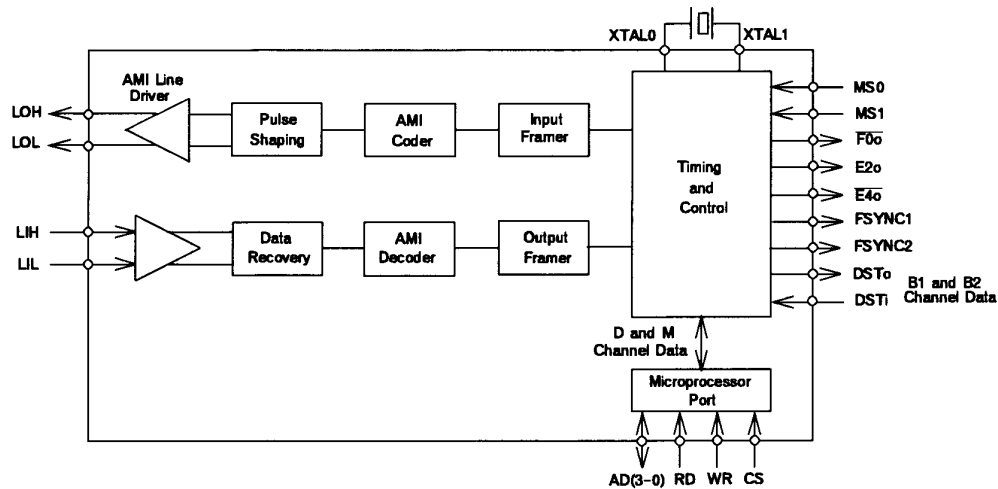 XTAL0
XTAL1
AMI Line
Driver
LOH
LOL
Pulse
Shaping
AMI
Coder
Input
Framer
Timing
and
Control
MS0
MS1
F0o
E2o
E4o
FSYNC1
FSYNC2
DSTo
DSTi
B1 and B2
Channel Data
LIH
LIL
Data
Recovery
AMI
Decoder
Output
Framer
D and M
Channel Data
Microprocessor
Port
AD(3-0)
RD
WR
CS